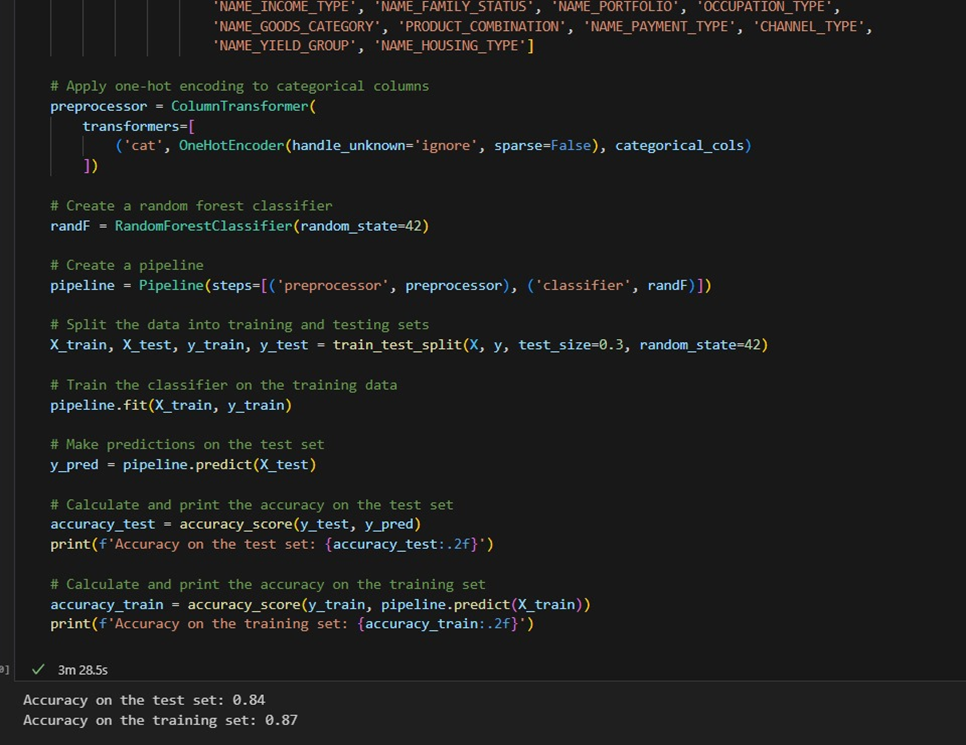 'NAME_INCOME_TYPE', 'NAME_FAMILY_STATUS', 'NAME_PORTFOLIO', 'OCCUPATION_TYPE',
'NAME_GOODS_CATEGORY', 'PRODUCT_COMBINATION', 'NAME_PAYMENT_TYPE', 'CHANNEL_TYPE',
'NAME_YIELD_GROUP', 'NAME_HOUSING_TYPE']
# Apply one-hot encoding to categorical columns
preprocessor = ColumnTransformer(
transformers=[
('cat', OneHotEncoder(handle_unknown='ignore', sparse=False), categorical_cols)
])
# Create a random forest classifier
randF = RandomForestClassifier(random_state=42)
# Create a pipeline
pipeline = Pipeline(steps=[('preprocessor', preprocessor), ('classifier', randF)])
# Split the data into training and testing sets
X_train, X_test, y_train, y_test = train_test_split(X, y, test_size=0.3, random_state=42)
# Train the classifier on the training data
pipeline.fit(X_train, y_train)
# Make predictions on the test set
y_pred = pipeline.predict(X_test)
# Calculate and print the accuracy on the test set
accuracy_test = accuracy_score(y_test, y_pred)
print(f'Accuracy on the test set: {accuracy_test:.2f}')
# Calculate and print the accuracy on the training set
accuracy_train = accuracy_score(y_train, pipeline.predict(X_train))
print(f'Accuracy on the training set: {accuracy_train:.2f}')
3m 28.5s
Accuracy on the test set: 0.84
Accuracy on the training set: 0.87